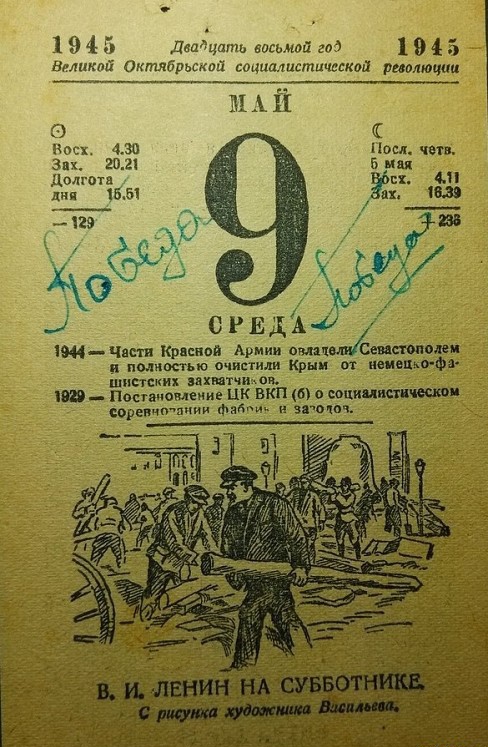 1945 Двадцать восьмой год 1945
Великой Октябрьской социалистической революции
МАЙ
Восх. 4.30
Зах. 20.21
Долгота
дня 15.51
— 129
9
Посл. четв.
5 мая
Восх. 4.11
Зах. 16.39
+ 236
Победа
Победа
СРЕДА
1944 — Части Красной Армии овладели Севастополем
и полностью очистили Крым от немецко-фа-
шистских захватчиков.
1929 — Постановление ЦК ВКП (б) о социалистическом
соревновании фабрик и заводов.
В. И. ЛЕНИН НА СУББОТНИКЕ.
С рисунка художника Васильева.